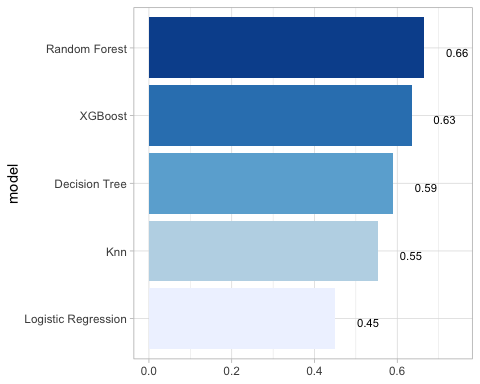 model
Random Forest 0.66
XGBoost 0.63
Decision Tree 0.59
Knn 0.55
Logistic Regression 0.45
0.0 0.2 0.4 0.6